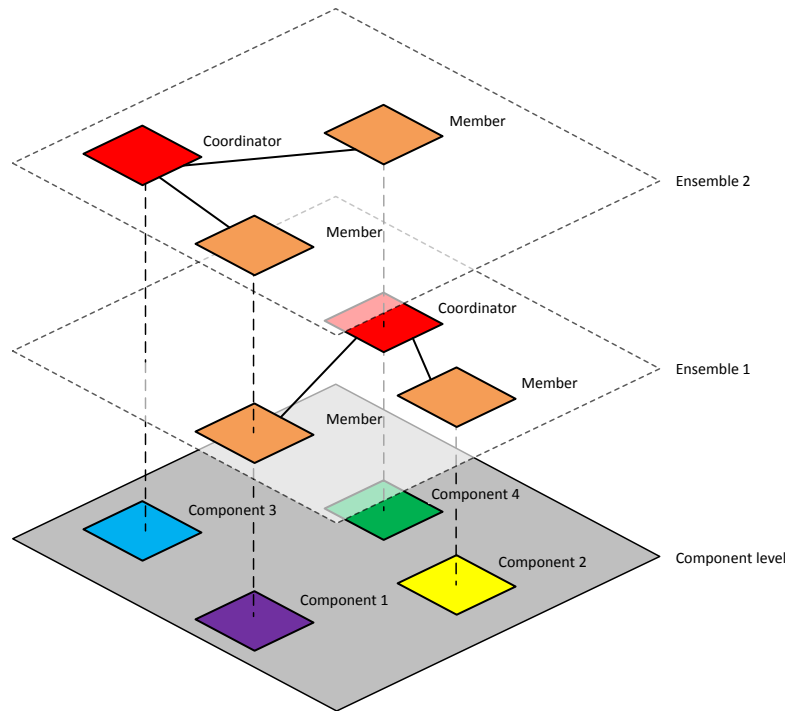 Member
Coordinator
Ensemble 2
Member
Coordinator
Ensemble 1
Member
Member
Component 4
Component 3
Component 2
Component level
Component 1